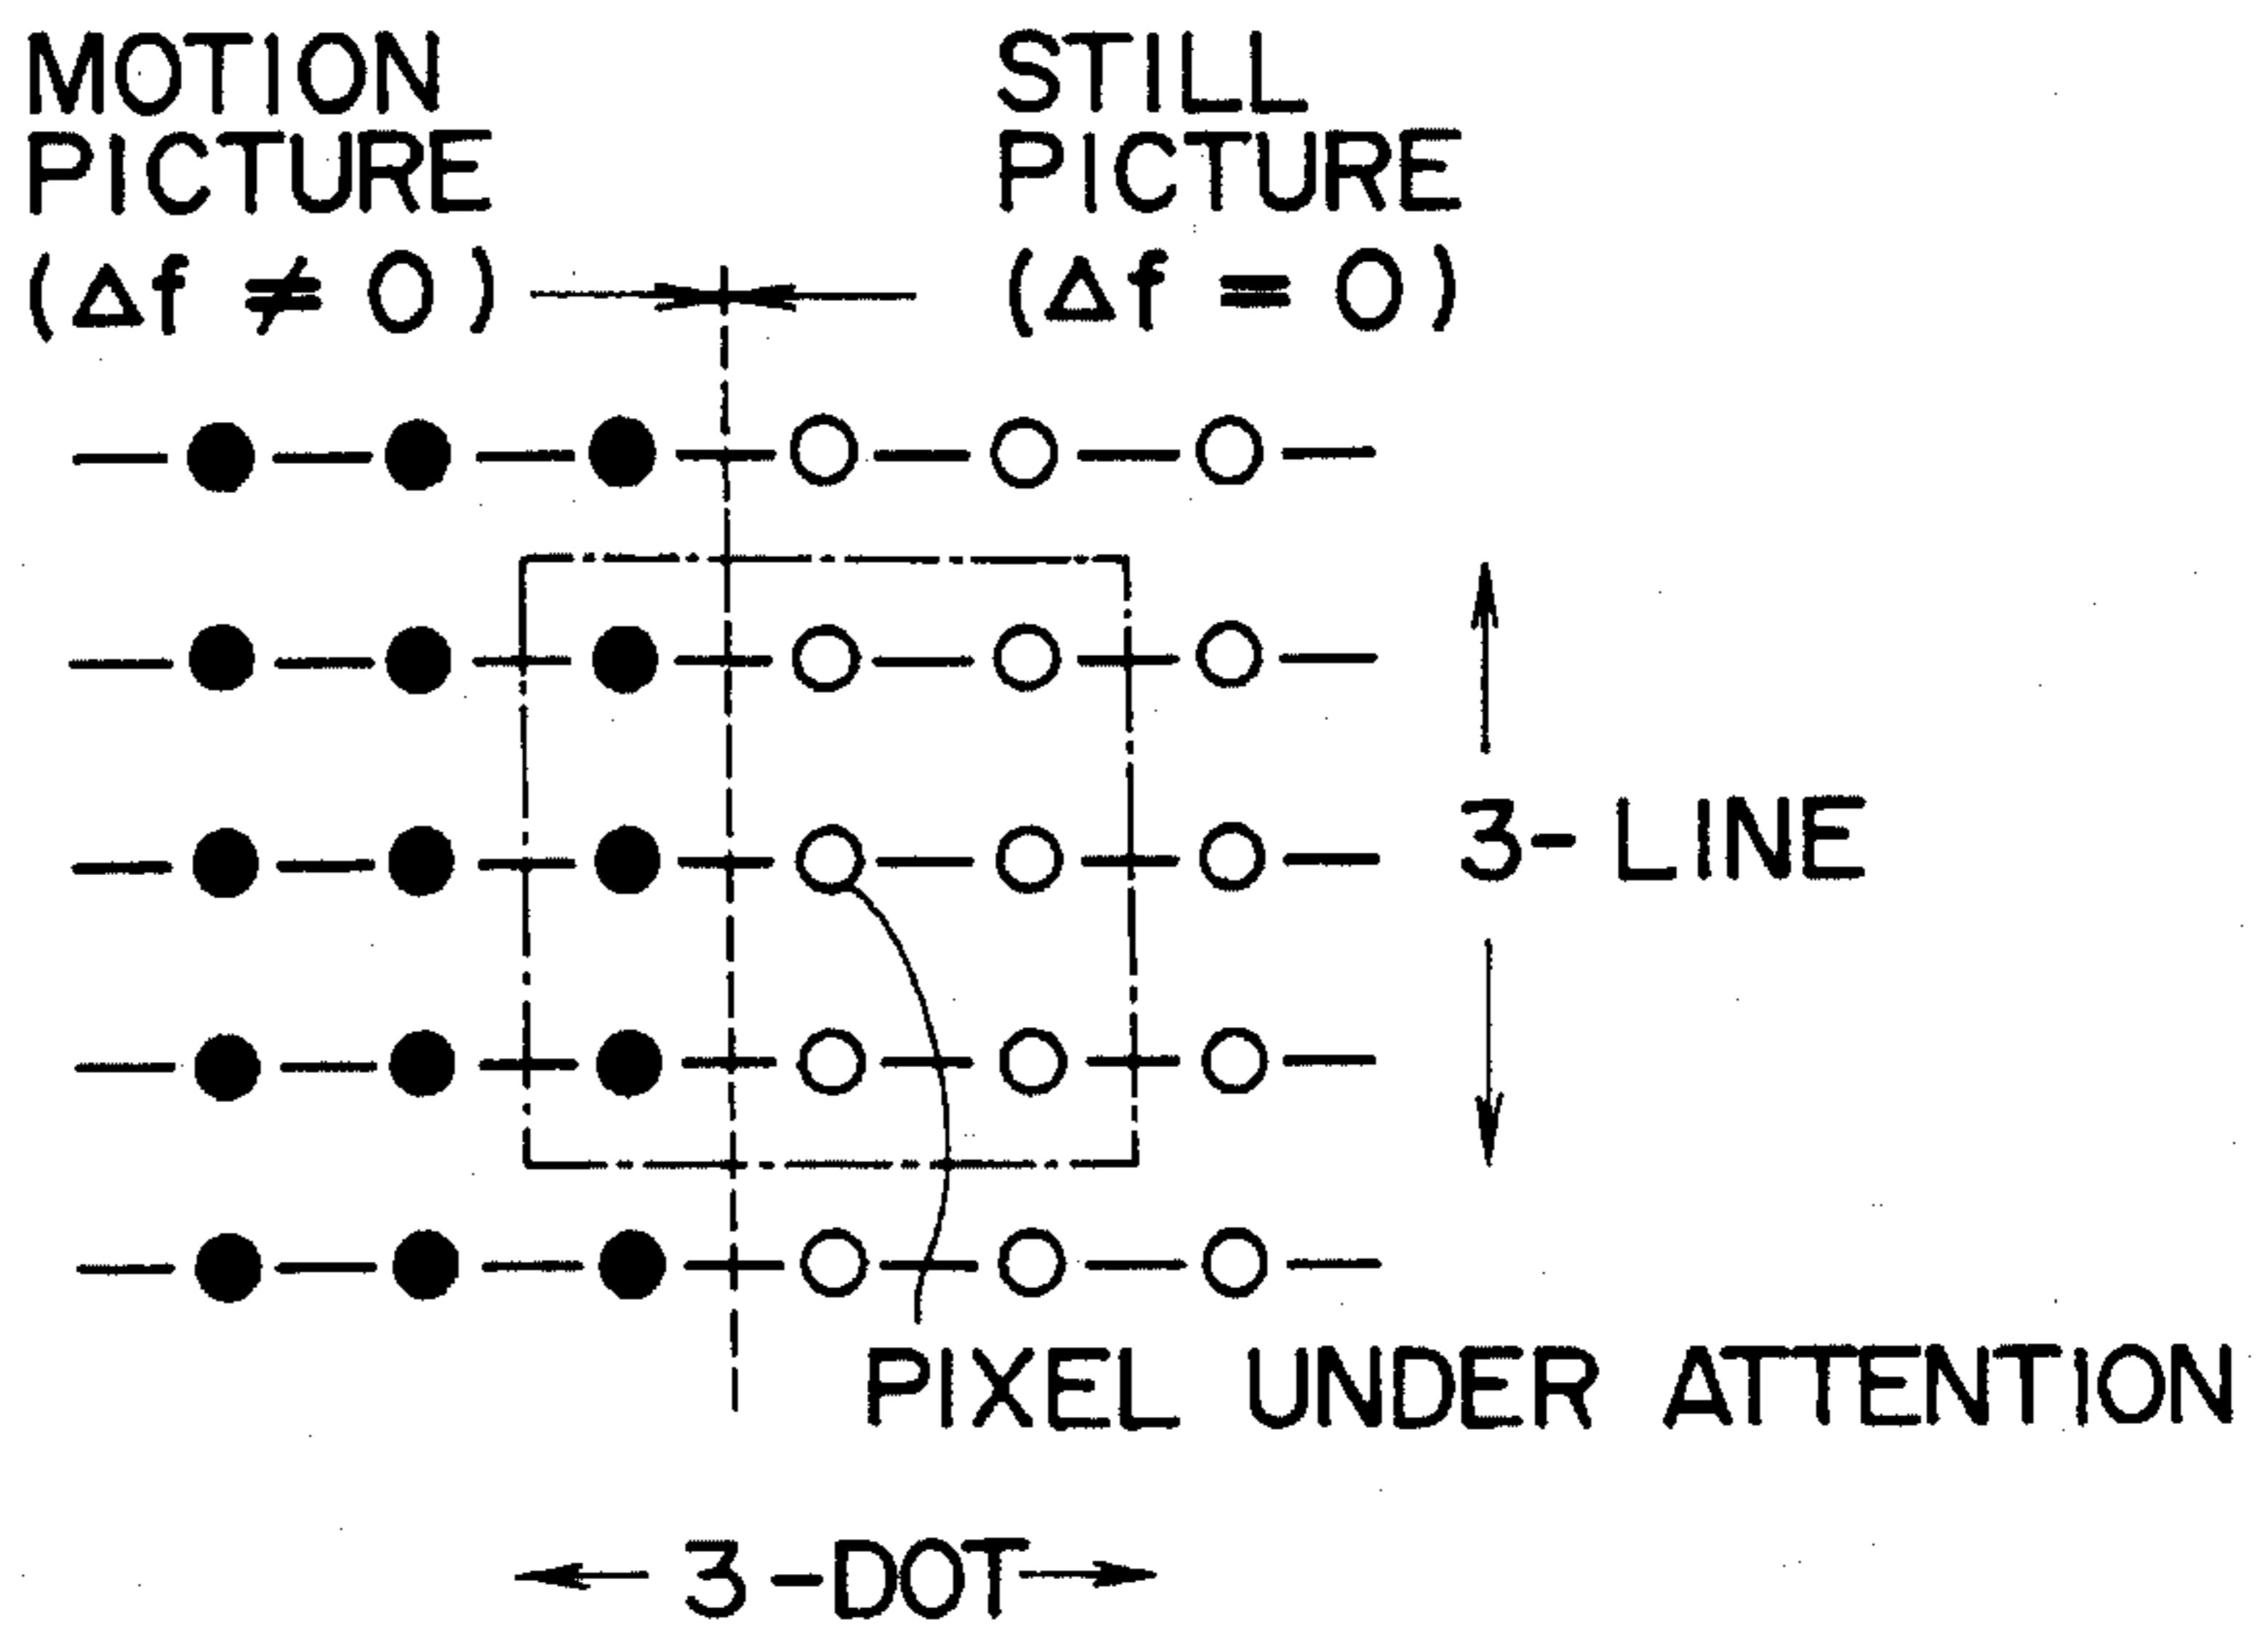 MOTION
PICTURE
(Δf ≠ 0)
STILL
PICTURE
(Δf = 0)
3-LINE
PIXEL UNDER ATTENTION
3-DOT